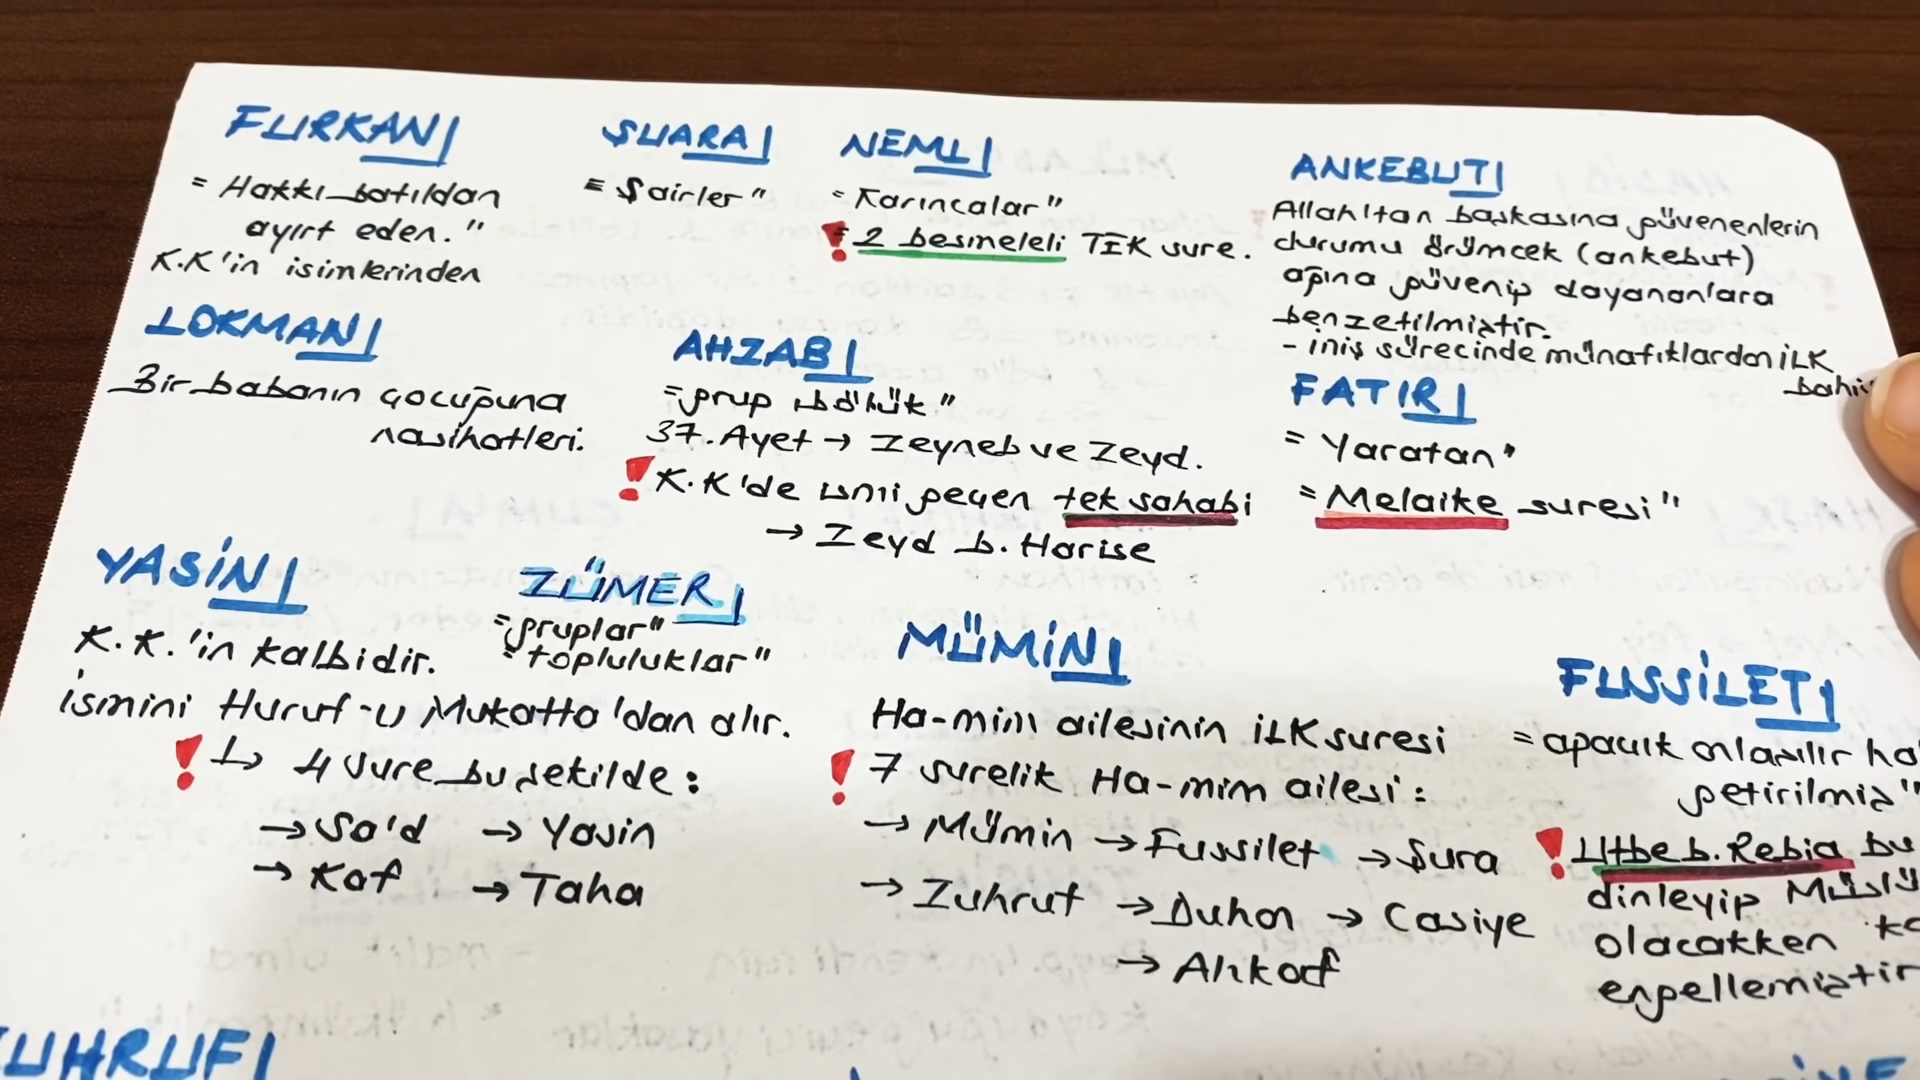 FURKAN
= Hakkı batıldan
ayırt eden."
K.K'in isimlerinden
ŞUARA
= Şairler"
NEML
= Karıncalar"
! = 2 besmeleli TEK sure.
ANKEBUT
Allah'tan başkasına güvenenlerin
durumu örümcek (ankebut)
ağına güvenip dayananlara
benzetilmiştir.
- iniş sürecinde münafıklardan İLK
LOKMAN
Bir babanın çocuğuna
nasihatleri.
AHZAB
= grup, bölük"
37. Ayet → Zeyneb ve Zeyd.
! K.K'de ismi geçen tek sahabi
→ Zeyd b. Harise
FATIR
= Yaratan"
= Melaike suresi"
YASİN
K.K.'in kalbidir.
ismini Huruf-u Mukatta'dan alır.
! ↳ 4 sure bu şekilde:
→ Sa'd → Yasin
→ Kaf → Taha
ZÜMER
= gruplar"
"topluluklar"
MÜMİN
Ha-mim ailesinin İLK suresi
! 7 surelik Ha-mim ailesi:
→ Mümin → Fussilet → Şura
→ Zuhruf → Duhan → Casiye
→ Ahkaf
FUSSİLET
= apaçık anlaşılır
getirilmiş"
! Utbe b. Rebia bu
dinleyip
olacakken
engellemiştir